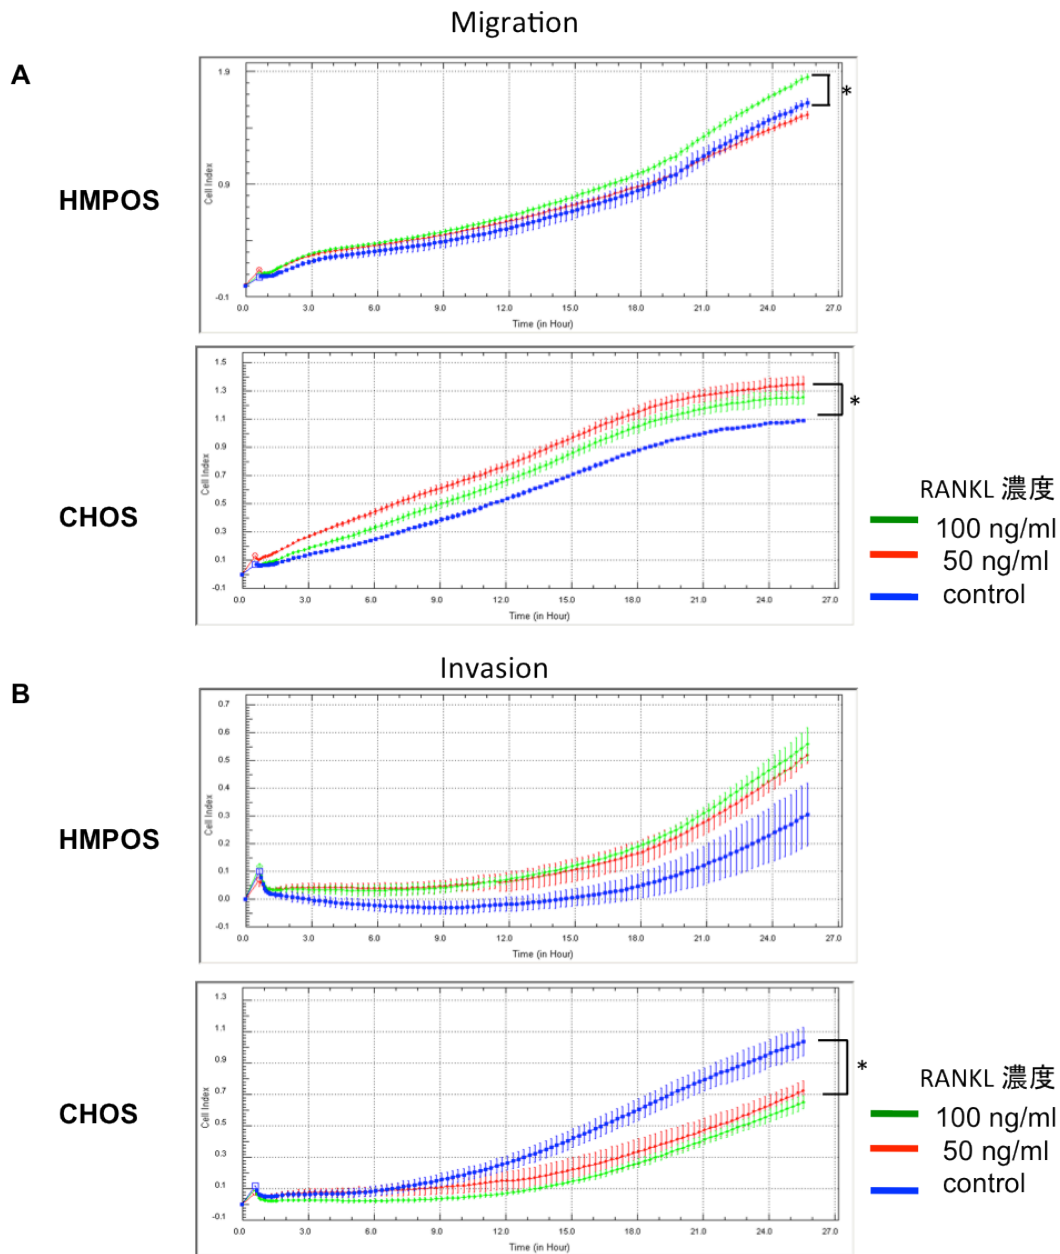 Migration
A
HMPOS
Cell Index
1.9
0.9
-0.1
0.0 3.0 6.0 9.0 12.0 15.0 18.0 21.0 24.0 27.0
Time (in Hour)
*
CHOS
Cell Index
1.5
1.3
1.1
0.9
0.7
0.5
0.3
0.1
-0.1
0.0 3.0 6.0 9.0 12.0 15.0 18.0 21.0 24.0 27.0
Time (in Hour)
*
RANKL 濃度
100 ng/ml
50 ng/ml
control
Invasion
B
HMPOS
Cell Index
0.7
0.6
0.5
0.4
0.3
0.2
0.1
0.0
-0.1
0.0 3.0 6.0 9.0 12.0 15.0 18.0 21.0 24.0 27.0
Time (in Hour)
CHOS
Cell Index
1.3
1.1
0.9
0.7
0.5
0.3
0.1
-0.1
0.0 3.0 6.0 9.0 12.0 15.0 18.0 21.0 24.0 27.0
Time (in Hour)
*
RANKL 濃度
100 ng/ml
50 ng/ml
control